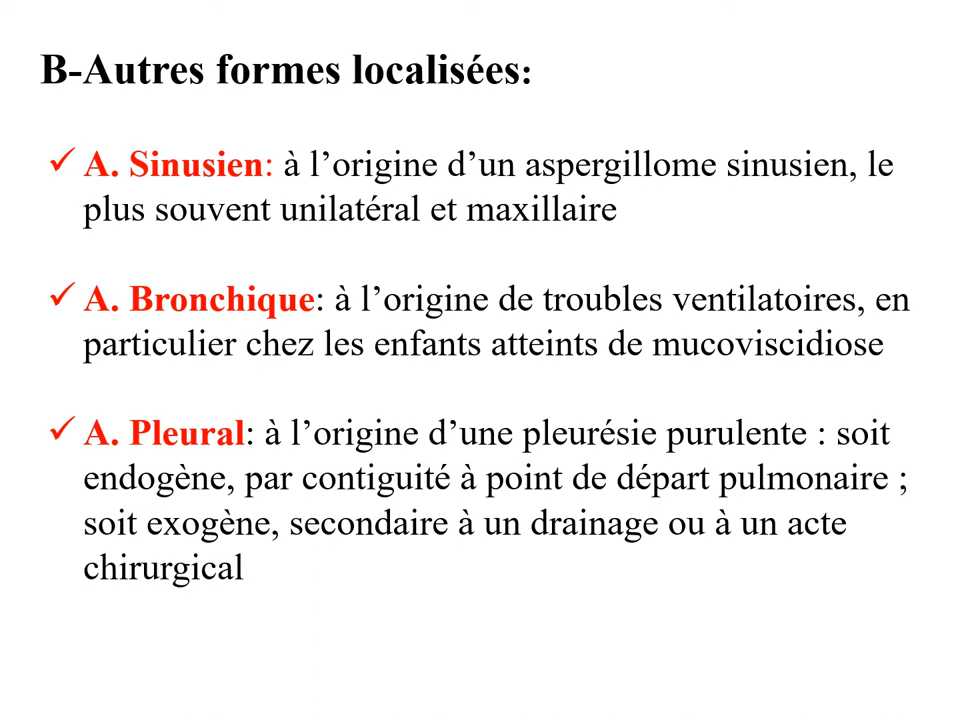 B-Autres formes localisées:
✓ A. Sinusien: à l’origine d’un aspergillome sinusien, le
plus souvent unilatéral et maxillaire
✓ A. Bronchique: à l’origine de troubles ventilatoires, en
particulier chez les enfants atteints de mucoviscidiose
✓ A. Pleural: à l’origine d’une pleurésie purulente : soit
endogène, par contiguité à point de départ pulmonaire ;
soit exogène, secondaire à un drainage ou à un acte
chirurgical